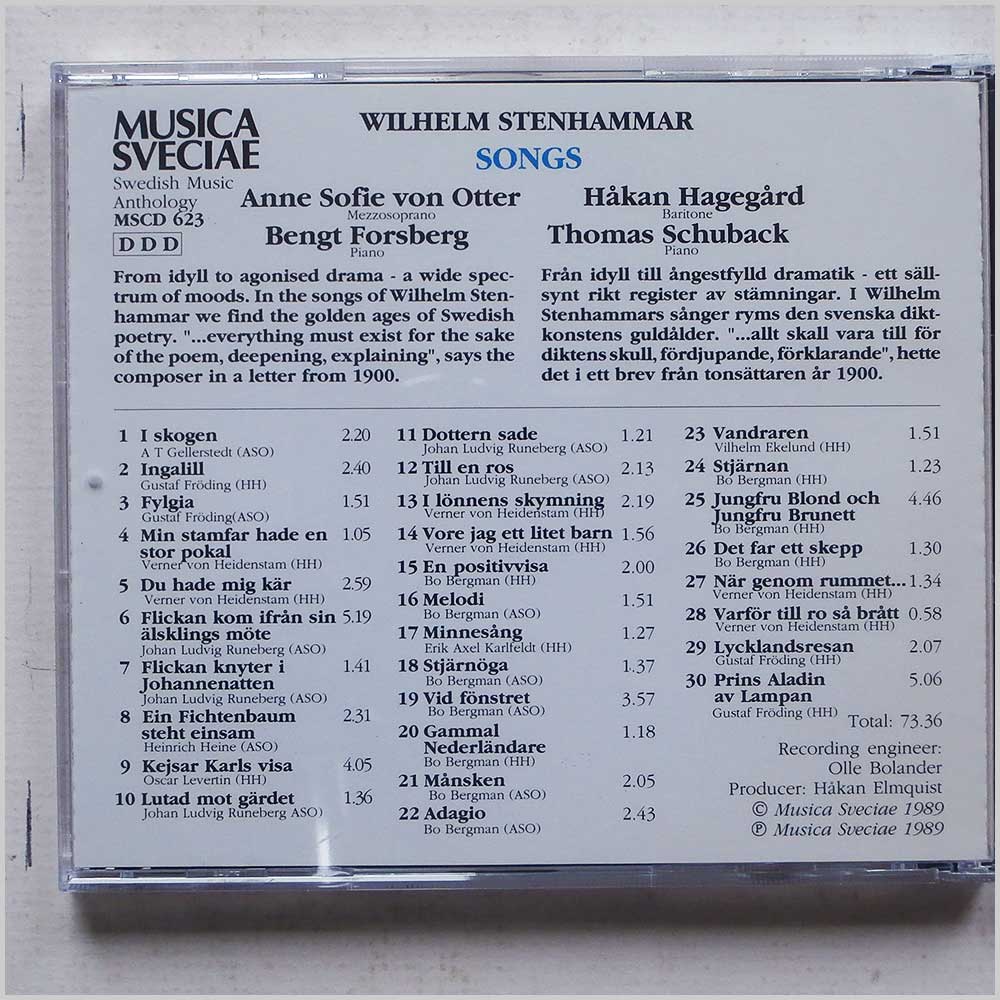 MUSICA
SVECIAE
Swedish Music
Anthology
MSCD 623
DDD
WILHELM STENHAMMAR
SONGS
Anne Sofie von Otter
Mezzosoprano
Bengt Forsberg
Piano
Håkan Hagegård
Baritone
Thomas Schuback
Piano
From idyll to agonised drama - a wide spec-
trum of moods. In the songs of Wilhelm Sten-
hammar we find the golden ages of Swedish
poetry. "...everything must exist for the sake
of the poem, deepening, explaining", says the
composer in a letter from 1900.
Från idyll till ångestfylld dramatik - ett säll-
synt rikt register av stämningar. I Wilhelm
Stenhammars sånger ryms den svenska dikt-
konstens guldålder. "...allt skall vara till för
diktens skull, fördjupande, förklarande", hette
det i ett brev från tonsättaren år 1900.
1 I skogen 2.20
A T Gellerstedt (ASO)
2 Ingalill 2.40
Gustaf Fröding (HH)
3 Fylgia 1.51
Gustaf Fröding(ASO)
4 Min stamfar hade en 1.05
stor pokal
Verner von Heidenstam (HH)
5 Du hade mig kär 2.59
Verner von Heidenstam (HH)
6 Flickan kom ifrån sin 5.19
älsklings möte
Johan Ludvig Runeberg (ASO)
7 Flickan knyter i 1.41
Johannenatten
Johan Ludvig Runeberg (ASO)
8 Ein Fichtenbaum 2.31
steht einsam
Heinrich Heine (ASO)
9 Kejsar Karls visa 4.05
Oscar Levertin (HH)
10 Lutad mot gärdet 1.36
Johan Ludvig Runeberg ASO)
11 Dottern sade 1.21
Johan Ludvig Runeberg (ASO)
12 Till en ros 2.13
Johan Ludvig Runeberg (ASO)
13 I lönnens skymning 2.19
Verner von Heidenstam (HH)
14 Vore jag ett litet barn 1.56
Verner von Heidenstam (HH)
15 En positivvisa 2.00
Bo Bergman (HH)
16 Melodi 1.51
Bo Bergman (ASO)
17 Minnesång 1.27
Erik Axel Karlfeldt (HH)
18 Stjärnöga 1.37
Bo Bergman (ASO)
19 Vid fönstret 3.57
Bo Bergman (ASO)
20 Gammal 1.18
Nederländare
Bo Bergman (HH)
21 Månsken 2.05
Bo Bergman (ASO)
22 Adagio 2.43
Bo Bergman (ASO)
23 Vandraren 1.51
Vilhelm Ekelund (HH)
24 Stjärnan 1.23
Bo Bergman (HH)
25 Jungfru Blond och 4.46
Jungfru Brunett
Bo Bergman (HH)
26 Det far ett skepp 1.30
Bo Bergman (HH)
27 När genom rummet... 1.34
Verner von Heidenstam (HH)
28 Varför till ro så brått 0.58
Verner von Heidenstam (HH)
29 Lycklandsresan 2.07
Gustaf Fröding (HH)
30 Prins Aladin 5.06
av Lampan
Gustaf Fröding (HH)
Total: 73.36
Recording engineer:
Olle Bolander
Producer: Håkan Elmquist
© Musica Sveciae 1989
℗ Musica Sveciae 1989